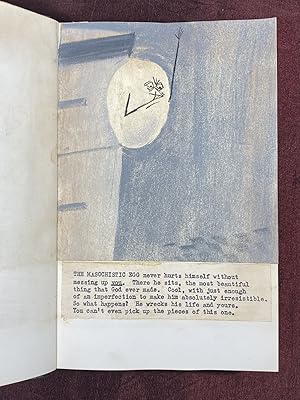 THE MASOCHISTIC EGG never hurts himself without
messing up you. There he sits, the most beautiful
thing that God ever made. Cool, with just enough
of an imperfection to make him absolutely irresistible.
So what happens? He wrecks his life and yours.
You can't even pick up the pieces of this one.